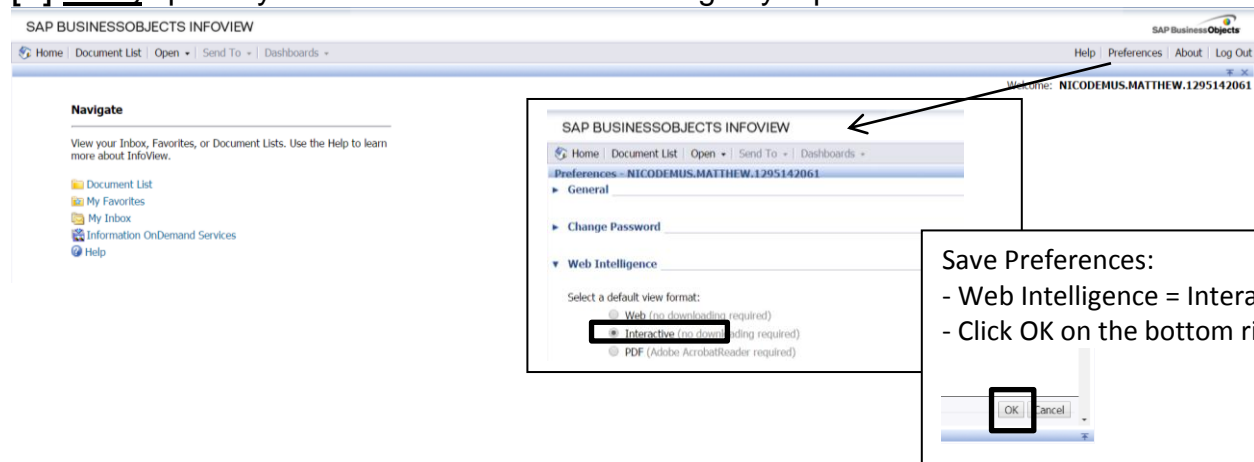 SAP BUSINESSOBJECTS INFOVIEW
SAP BusinessObjects
Home Document List Open Send To Dashboards
Help Preferences About Log Out
Welcome: NICODEMUS.MATTHEW.1295142061
Navigate
View your Inbox, Favorites, or Document Lists. Use the Help to learn
more about InfoView.
Document List
My Favorites
My Inbox
Information OnDemand Services
Help
SAP BUSINESSOBJECTS INFOVIEW
Home Document List Open Send To Dashboards
Preferences - NICODEMUS.MATTHEW.1295142061
General
Change Password
Web Intelligence
Select a default view format:
Web (no downloading required)
Interactive (no downloading required)
PDF (Adobe AcrobatReader required)
Save Preferences:
- Web Intelligence = Intera
- Click OK on the bottom ri
OK Cancel